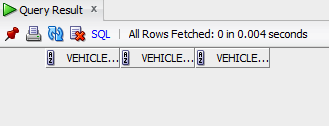 Query Result x
SQL | All Rows Fetched: 0 in 0.004 seconds
VEHICLE... VEHICLE... VEHICLE...